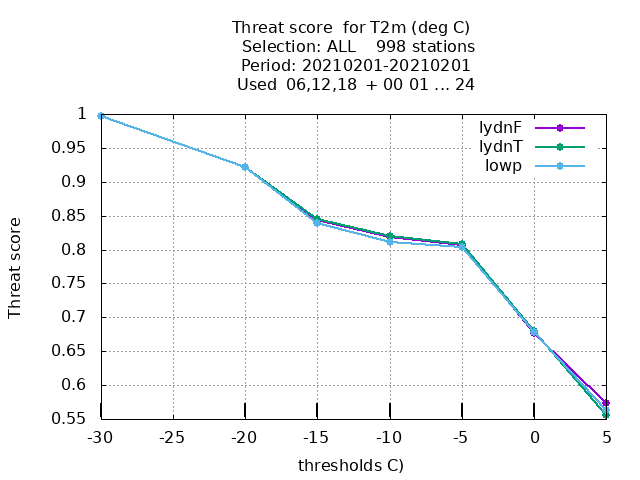 Threat score  for T2m (deg C)
Selection: ALL    998 stations
Period: 20210201-20210201
Used  06,12,18  + 00 01 ... 24
lydnF
lydnT
lowp
1
0.95
0.9
0.85
0.8
0.75
0.7
0.65
0.6
0.55
Threat score
-30 -25 -20 -15 -10 -5 0 5
thresholds C)